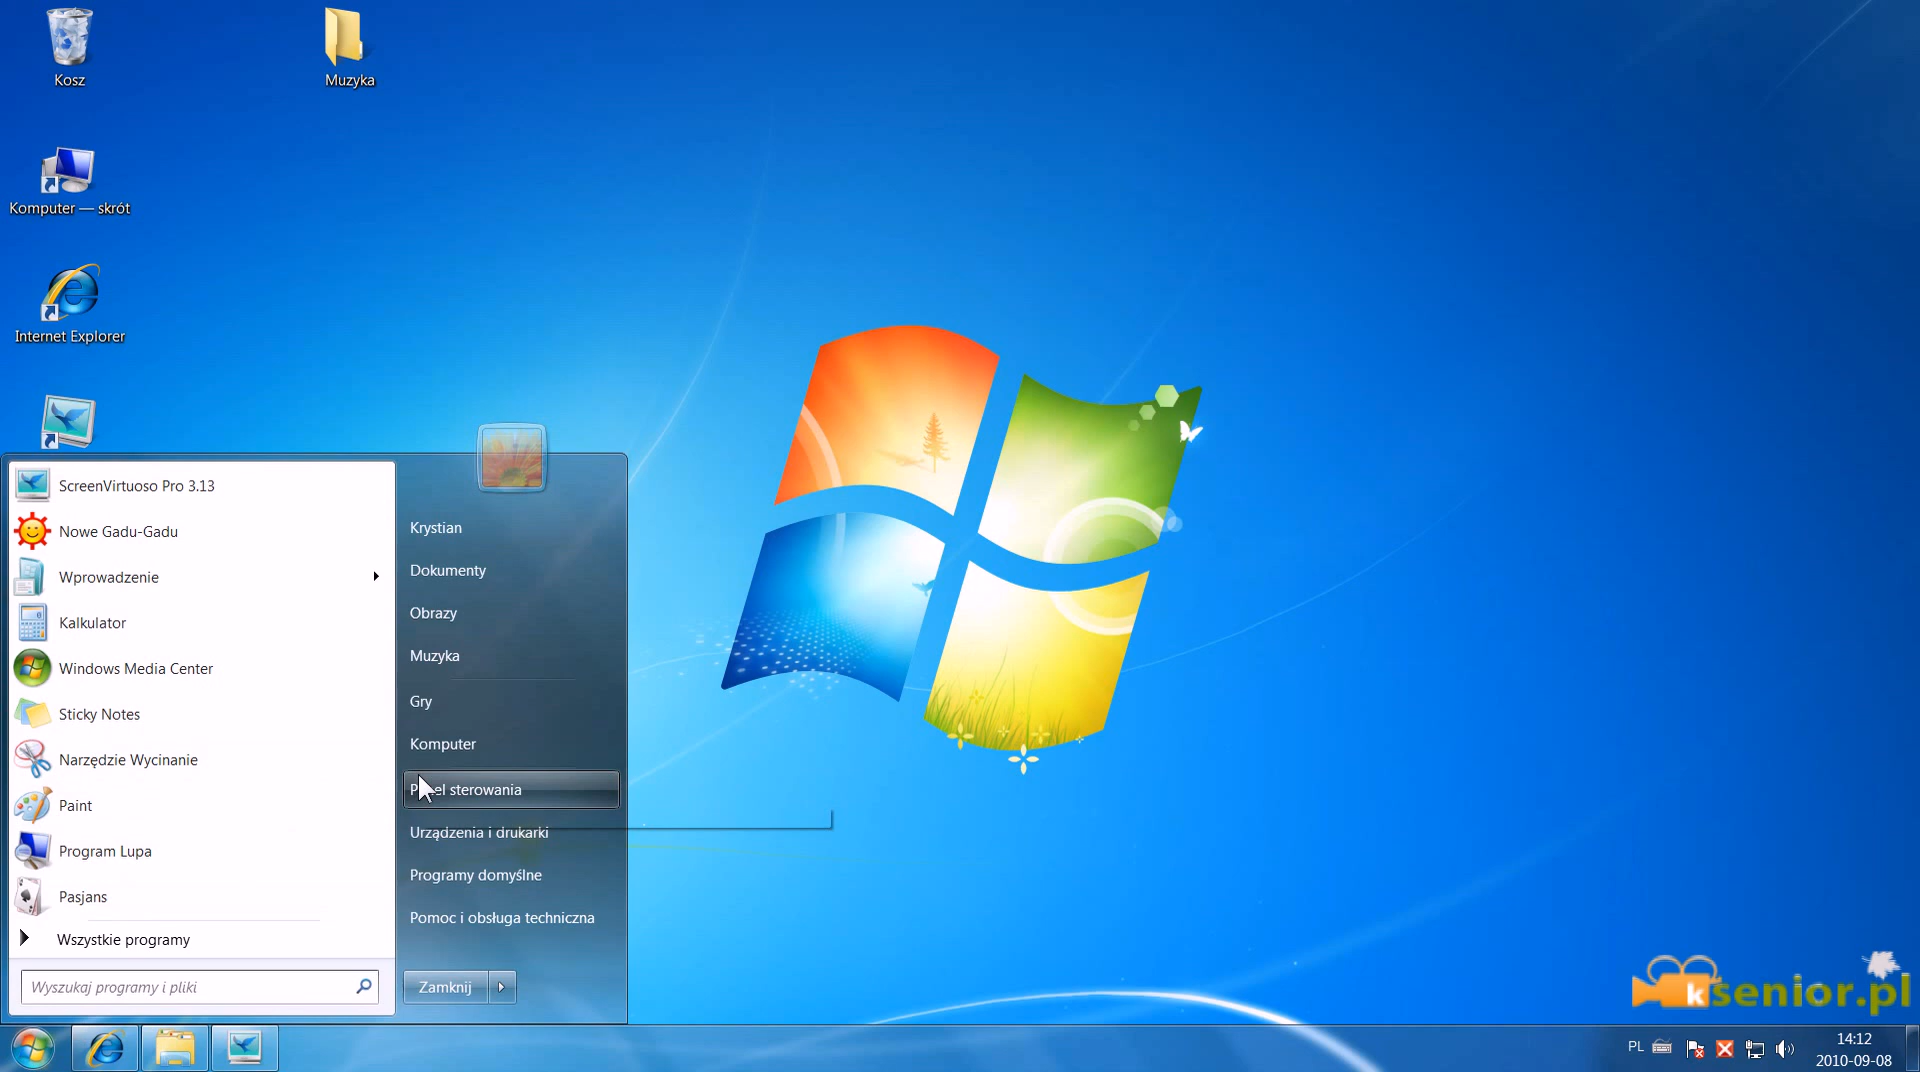 Kosz
Muzyka
Komputer — skrót
Internet Explorer
ScreenVirtuoso Pro 3.13
Nowe Gadu-Gadu
Wprowadzenie
Kalkulator
Windows Media Center
Sticky Notes
Narzędzie Wycinanie
Paint
Program Lupa
Pasjans
Wszystkie programy
Wyszukaj programy i pliki
Krystian
Dokumenty
Obrazy
Muzyka
Gry
Komputer
Panel sterowania
Urządzenia i drukarki
Programy domyślne
Pomoc i obsługa techniczna
Zamknij
ksenior.pl
PL
14:12
2010-09-08